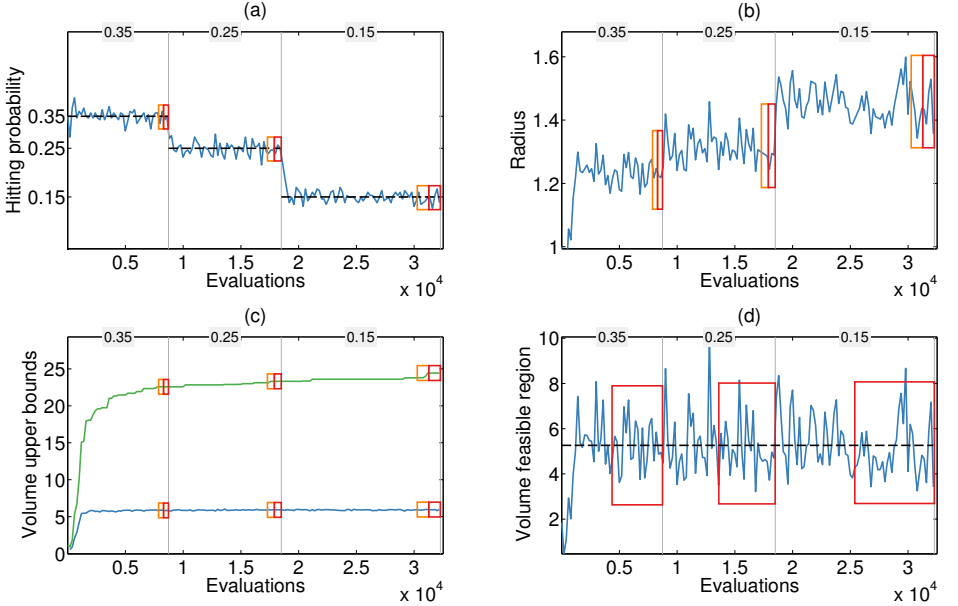 (a)
0.35 0.25 0.15
Hitting probability
0.35
0.25
0.15
0.5 1 1.5 2 2.5 3
Evaluations
x 10^4
(b)
0.35 0.25 0.15
Radius
1.6
1.4
1.2
1
0.5 1 1.5 2 2.5 3
Evaluations
x 10^4
(c)
0.35 0.25 0.15
Volume upper bounds
25
20
15
10
5
0
0.5 1 1.5 2 2.5 3
Evaluations
x 10^4
(d)
0.35 0.25 0.15
Volume feasible region
10
8
6
4
2
0.5 1 1.5 2 2.5 3
Evaluations
x 10^4